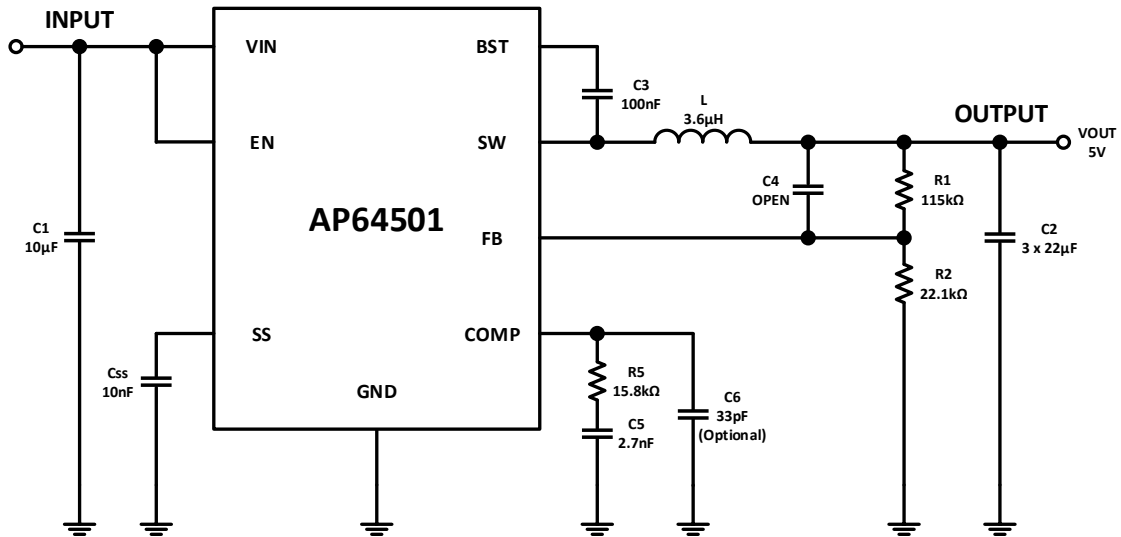 INPUT
VIN
BST
C3
100nF
L
3.6µH
OUTPUT
VOUT
5V
EN
SW
C4
OPEN
R1
115kΩ
AP64501
C1
10µF
FB
C2
3 x 22µF
R2
22.1kΩ
SS
COMP
Css
10nF
GND
R5
15.8kΩ
C6
33pF
(Optional)
C5
2.7nF